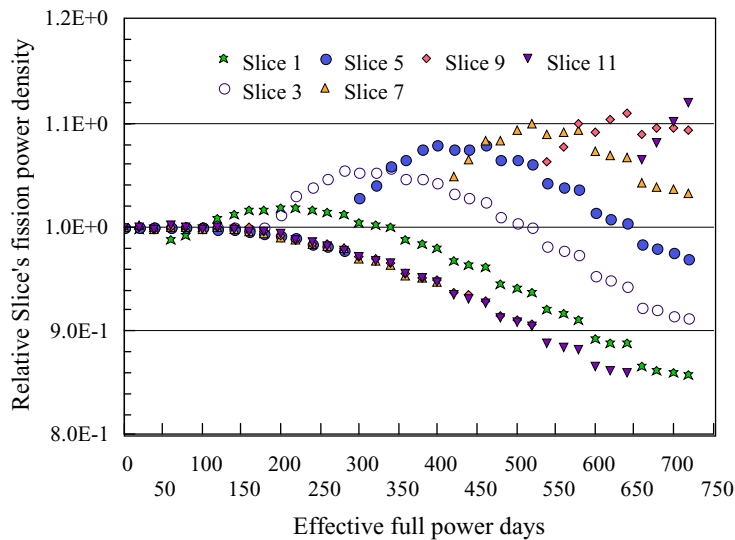 1.2E+0
Slice 1 Slice 5 Slice 9 Slice 11
Slice 3 Slice 7
1.1E+0
1.0E+0
9.0E-1
8.0E-1
Relative Slice's fission power density
0 100 200 300 400 500 600 700
50 150 250 350 450 550 650 750
Effective full power days